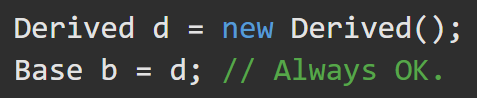 Derived d = new Derived();
Base b = d; // Always OK.